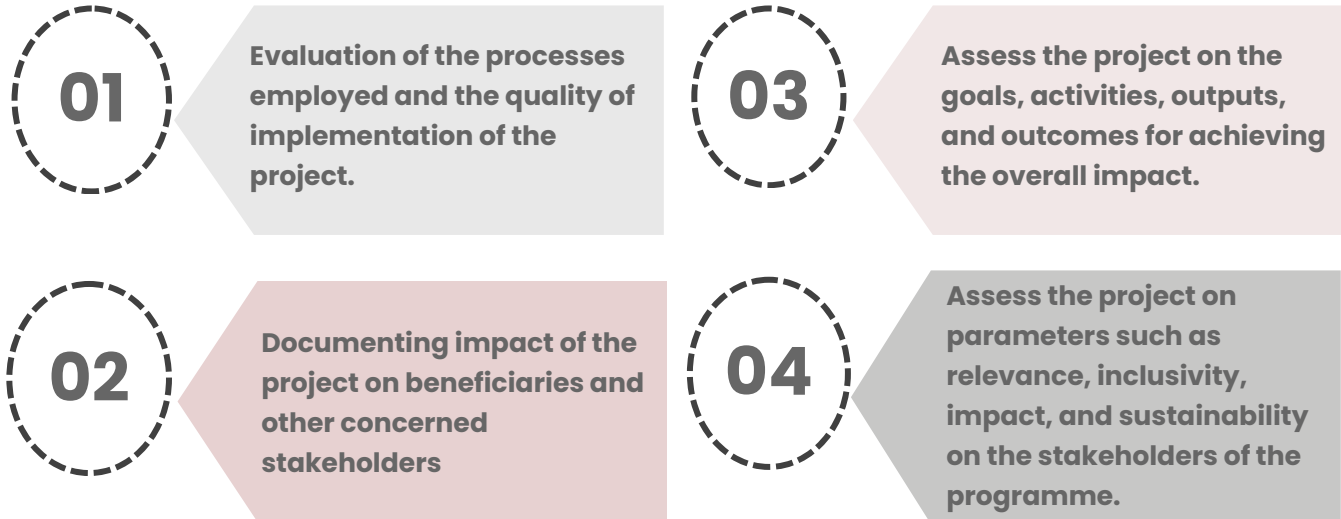 01
Evaluation of the processes
employed and the quality of
implementation of the
project.
02
Documenting impact of the
project on beneficiaries and
other concerned
stakeholders
03
Assess the project on the
goals, activities, outputs,
and outcomes for achieving
the overall impact.
04
Assess the project on
parameters such as
relevance, inclusivity,
impact, and sustainability
on the stakeholders of the
programme.